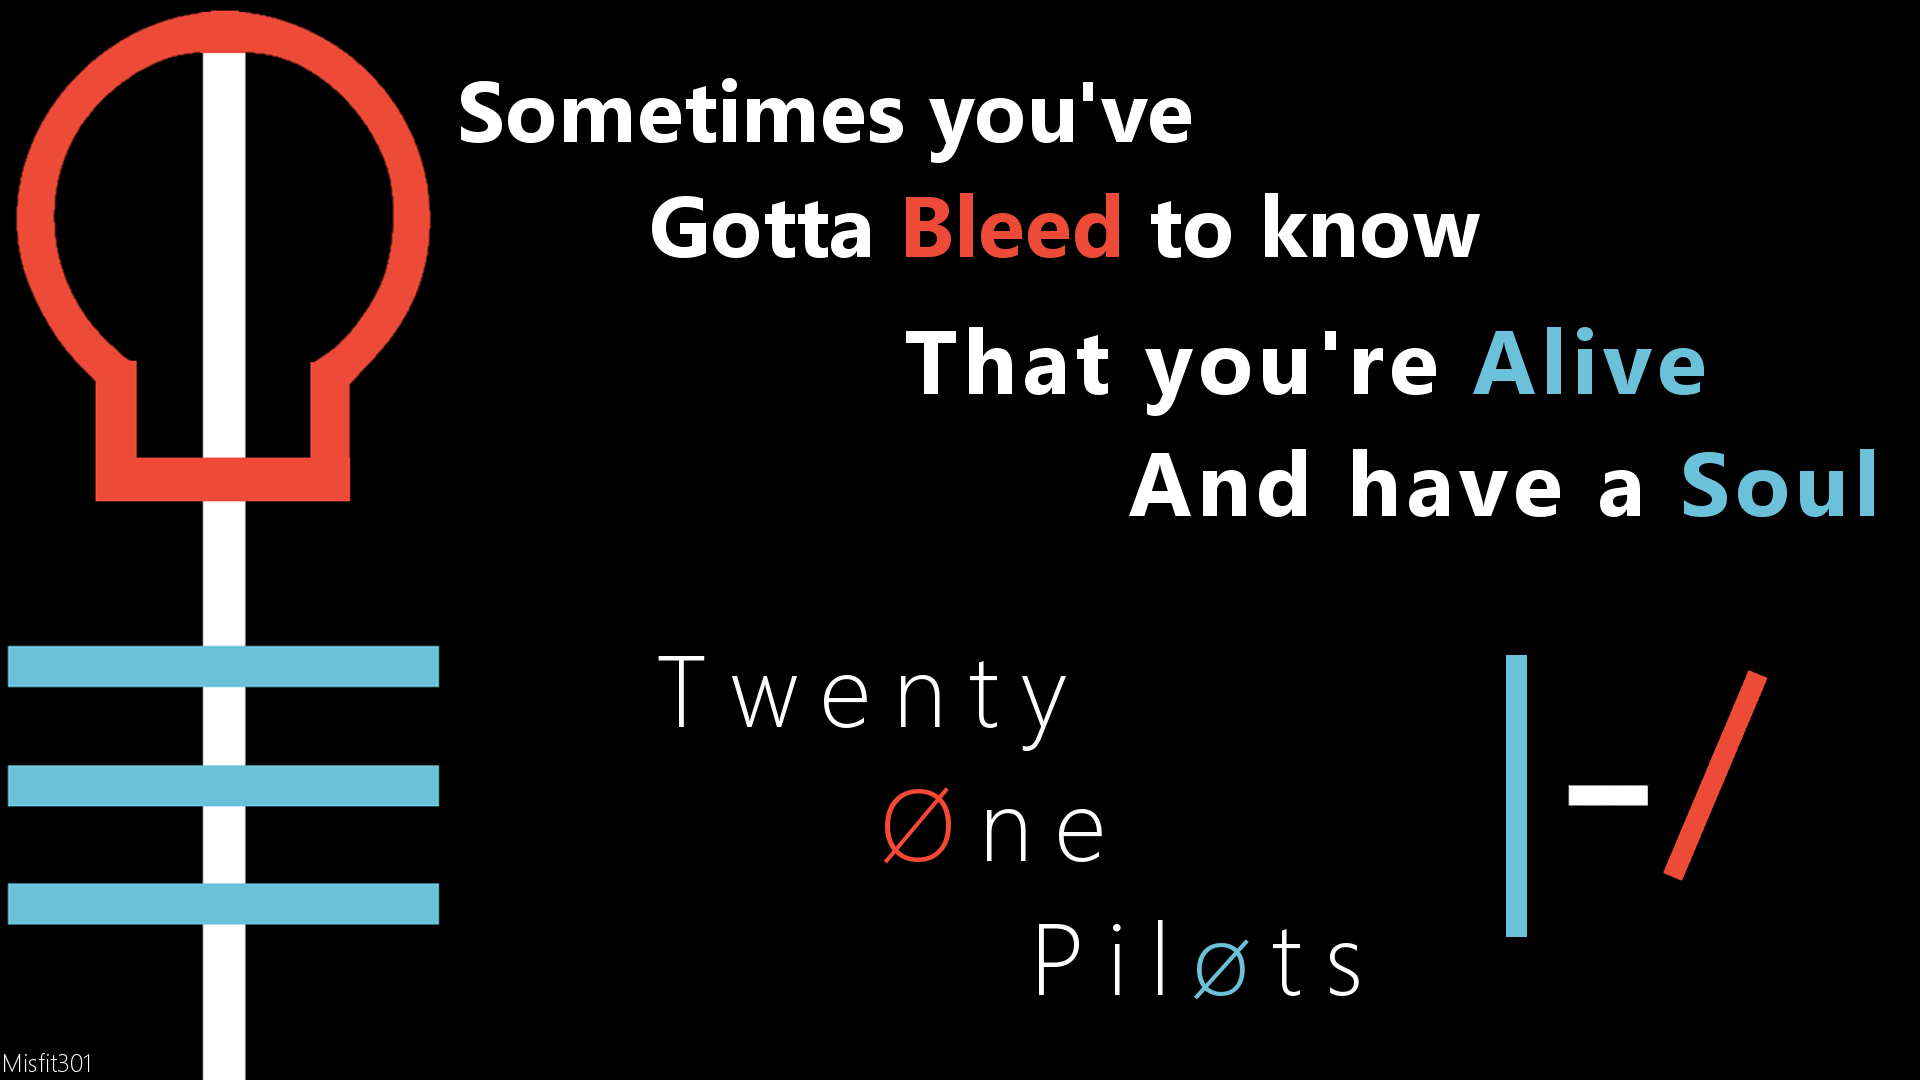 Sometimes you've
Gotta Bleed to know
That you're Alive
And have a Soul
Twenty
Øne
Piløts
|-/
Misfit301